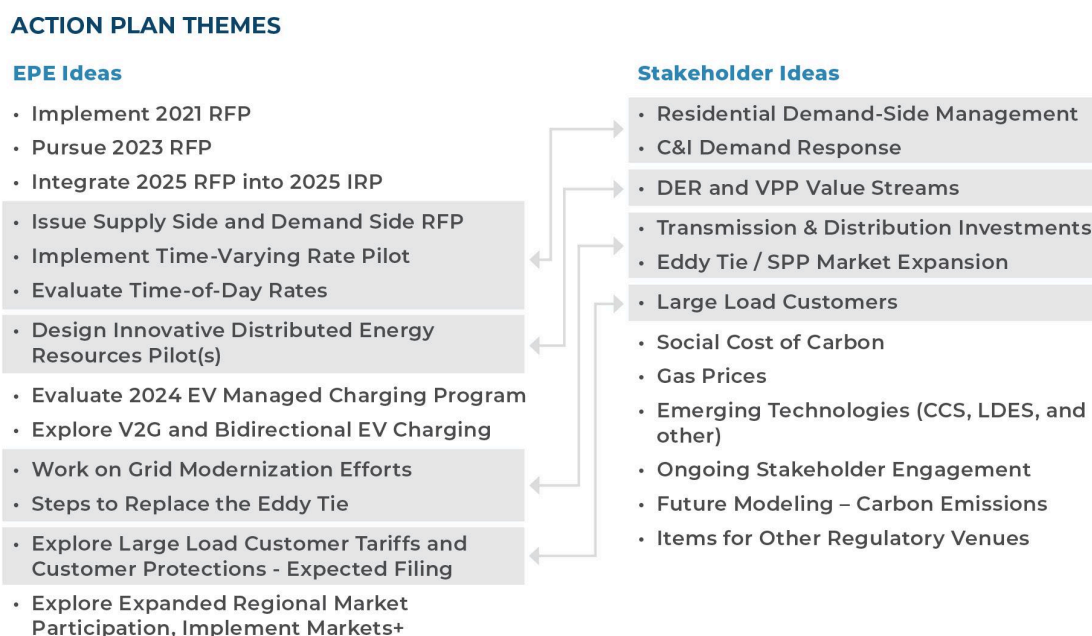 ACTION PLAN THEMES
EPE Ideas
• Implement 2021 RFP
• Pursue 2023 RFP
• Integrate 2025 RFP into 2025 IRP
• Issue Supply Side and Demand Side RFP
• Implement Time-Varying Rate Pilot
• Evaluate Time-of-Day Rates
• Design Innovative Distributed Energy
Resources Pilot(s)
• Evaluate 2024 EV Managed Charging Program
• Explore V2G and Bidirectional EV Charging
• Work on Grid Modernization Efforts
• Steps to Replace the Eddy Tie
• Explore Large Load Customer Tariffs and
Customer Protections - Expected Filing
• Explore Expanded Regional Market
Participation, Implement Markets+
Stakeholder Ideas
• Residential Demand-Side Management
• C&I Demand Response
• DER and VPP Value Streams
• Transmission & Distribution Investments
• Eddy Tie / SPP Market Expansion
• Large Load Customers
• Social Cost of Carbon
• Gas Prices
• Emerging Technologies (CCS, LDES, and
other)
• Ongoing Stakeholder Engagement
• Future Modeling – Carbon Emissions
• Items for Other Regulatory Venues